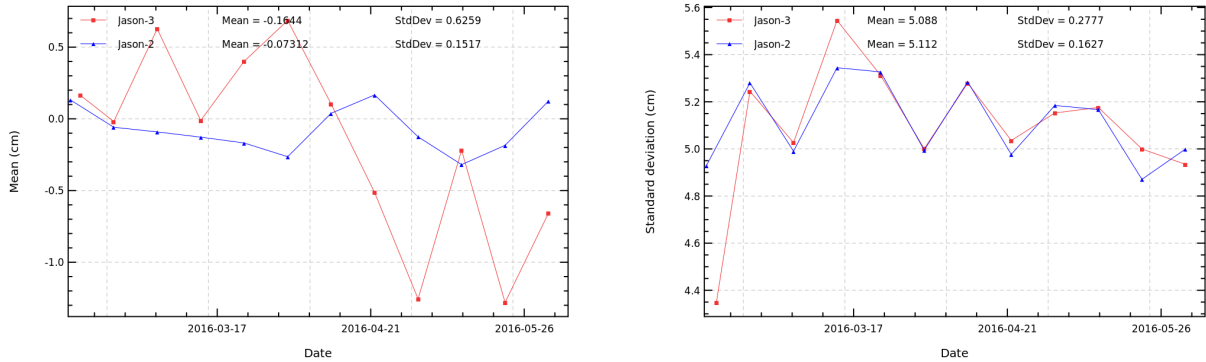 Jason-3 Mean = -0.1644 StdDev = 0.6259
Jason-2 Mean = -0.07312 StdDev = 0.1517
0.5
0.0
-0.5
-1.0
Mean (cm)
2016-03-17 2016-04-21 2016-05-26
Date
5.6
Jason-3 Mean = 5.088 StdDev = 0.2777
Jason-2 Mean = 5.112 StdDev = 0.1627
5.4
5.2
5.0
4.8
4.6
4.4
Standard deviation (cm)
2016-03-17 2016-04-21 2016-05-26
Date